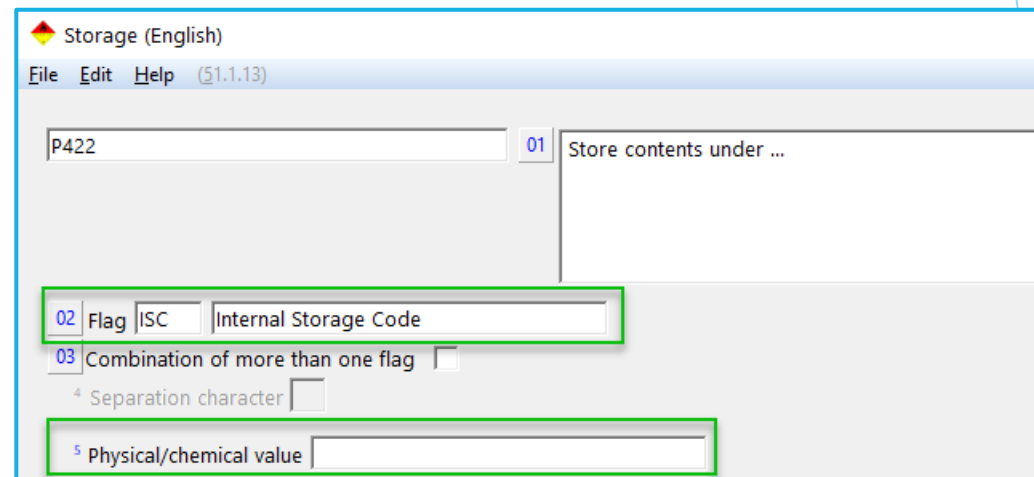 Storage (English)
File Edit Help (51.1.13)
P422 01 Store contents under ...
02 Flag ISC Internal Storage Code
03 Combination of more than one flag
4 Separation character
5 Physical/chemical value